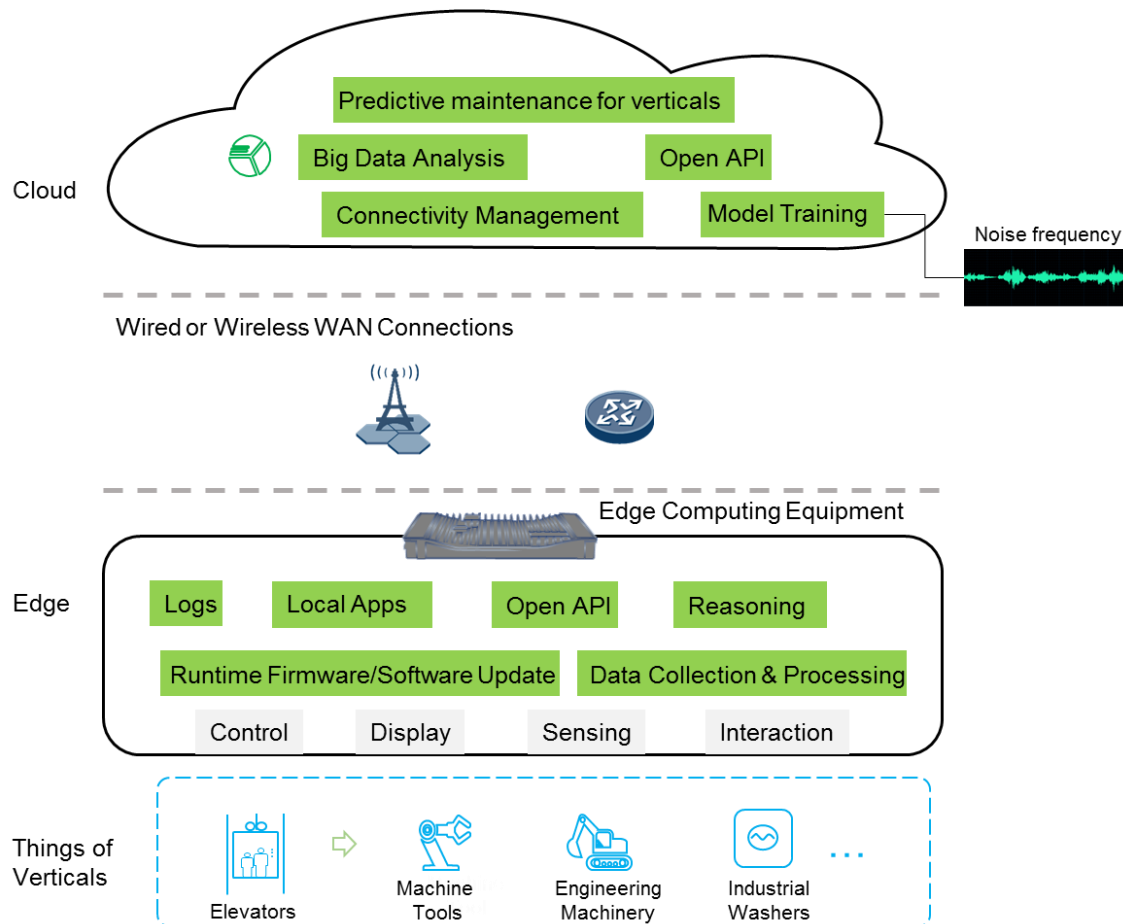 Predictive maintenance for verticals
Big Data Analysis
Open API
Cloud
Connectivity Management
Model Training
Noise frequency
Wired or Wireless WAN Connections
Edge Computing Equipment
Edge
Logs
Local Apps
Open API
Reasoning
Runtime Firmware/Software Update
Data Collection & Processing
Control
Display
Sensing
Interaction
Things of
Verticals
Elevators
Machine
Tools
Engineering
Machinery
Industrial
Washers
...